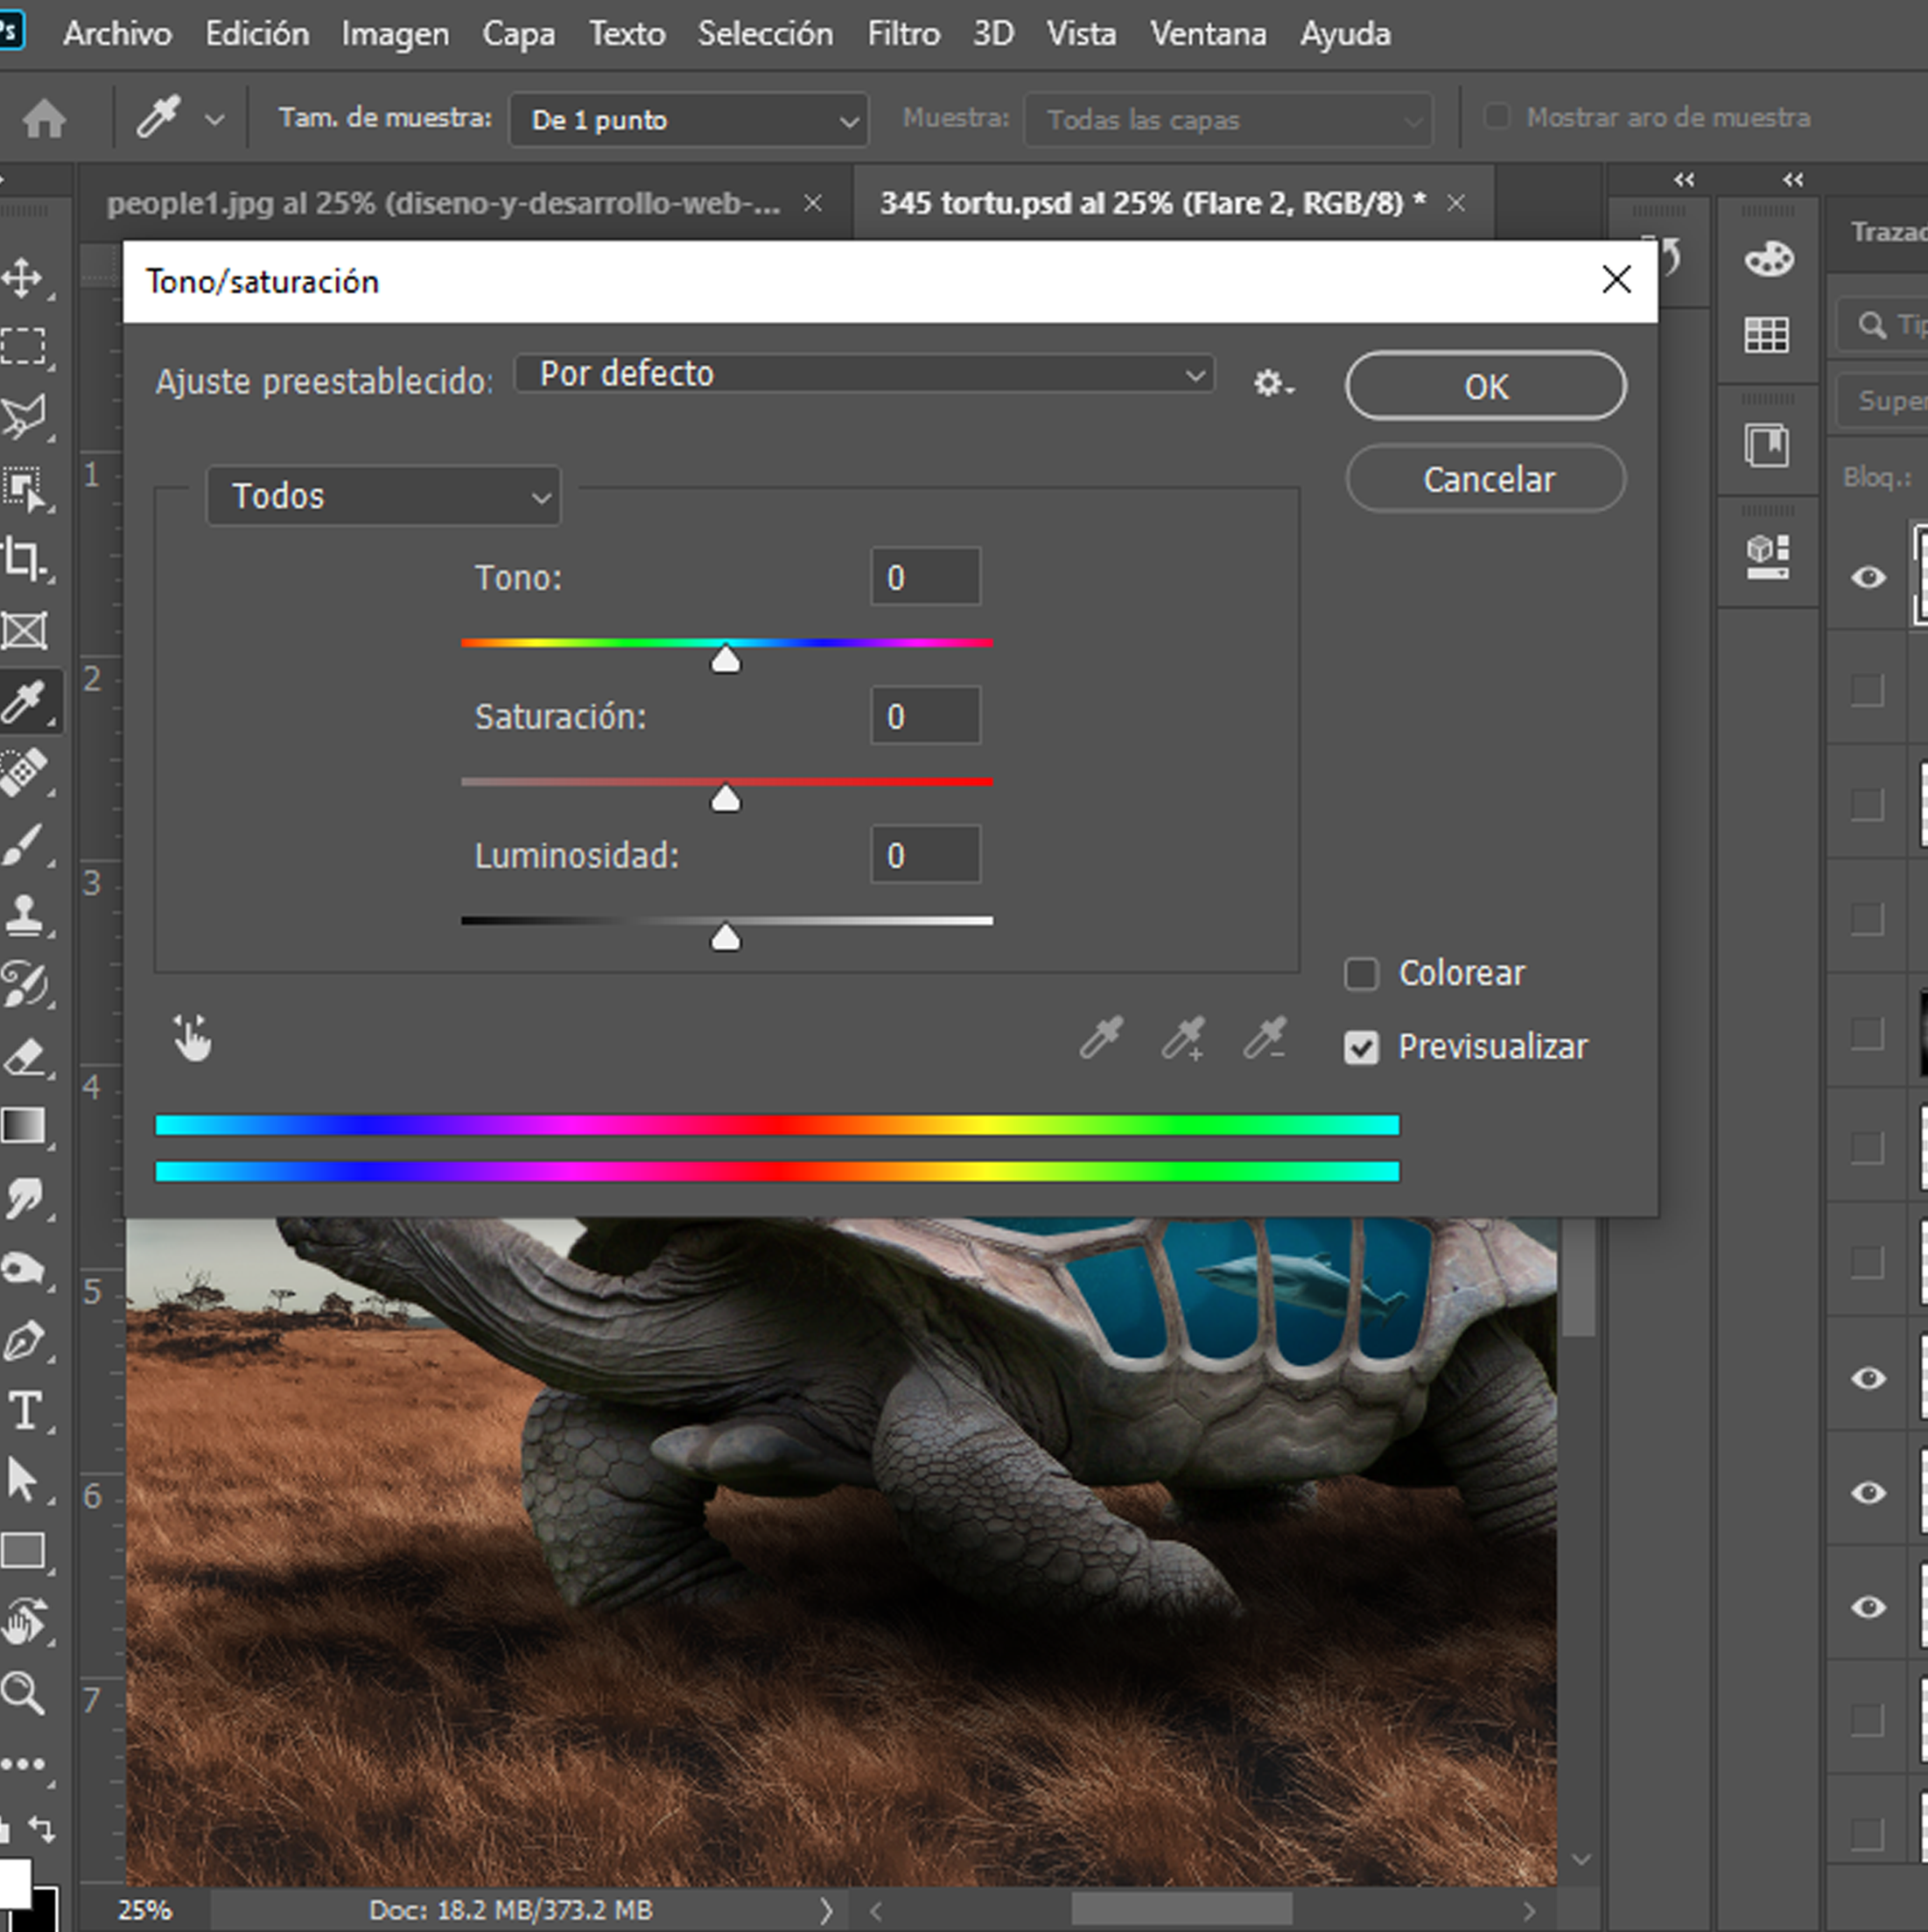 Ps Archivo Edición Imagen Capa Texto Selección Filtro 3D Vista Ventana Ayuda
Tam. de muestra: De 1 punto Muestra: Todas las capas Mostrar aro de muestra
people1.jpg al 25% (diseno-y-desarrollo-web-... × 345 tortu.psd al 25% (Flare 2, RGB/8) * ×
Tono/saturación
Ajuste preestablecido: Por defecto
OK
Cancelar
Todos
Tono: 0
Saturación: 0
Luminosidad: 0
Colorear
Previsualizar
1
2
3
4
5
6
7
Bloq.:
25% Doc: 18.2 MB/373.2 MB